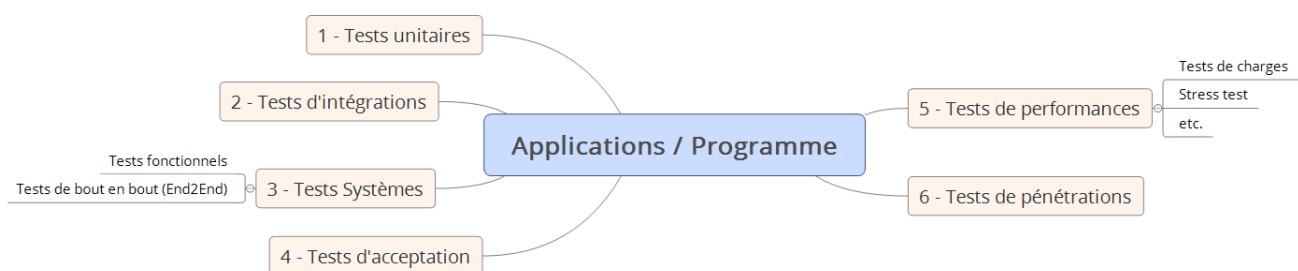 1 - Tests unitaires
2 - Tests d'intégrations
Tests fonctionnels
Tests de bout en bout (End2End)
3 - Tests Systèmes
4 - Tests d'acceptation
Applications / Programme
5 - Tests de performances
Tests de charges
Stress test
etc.
6 - Tests de pénétrations